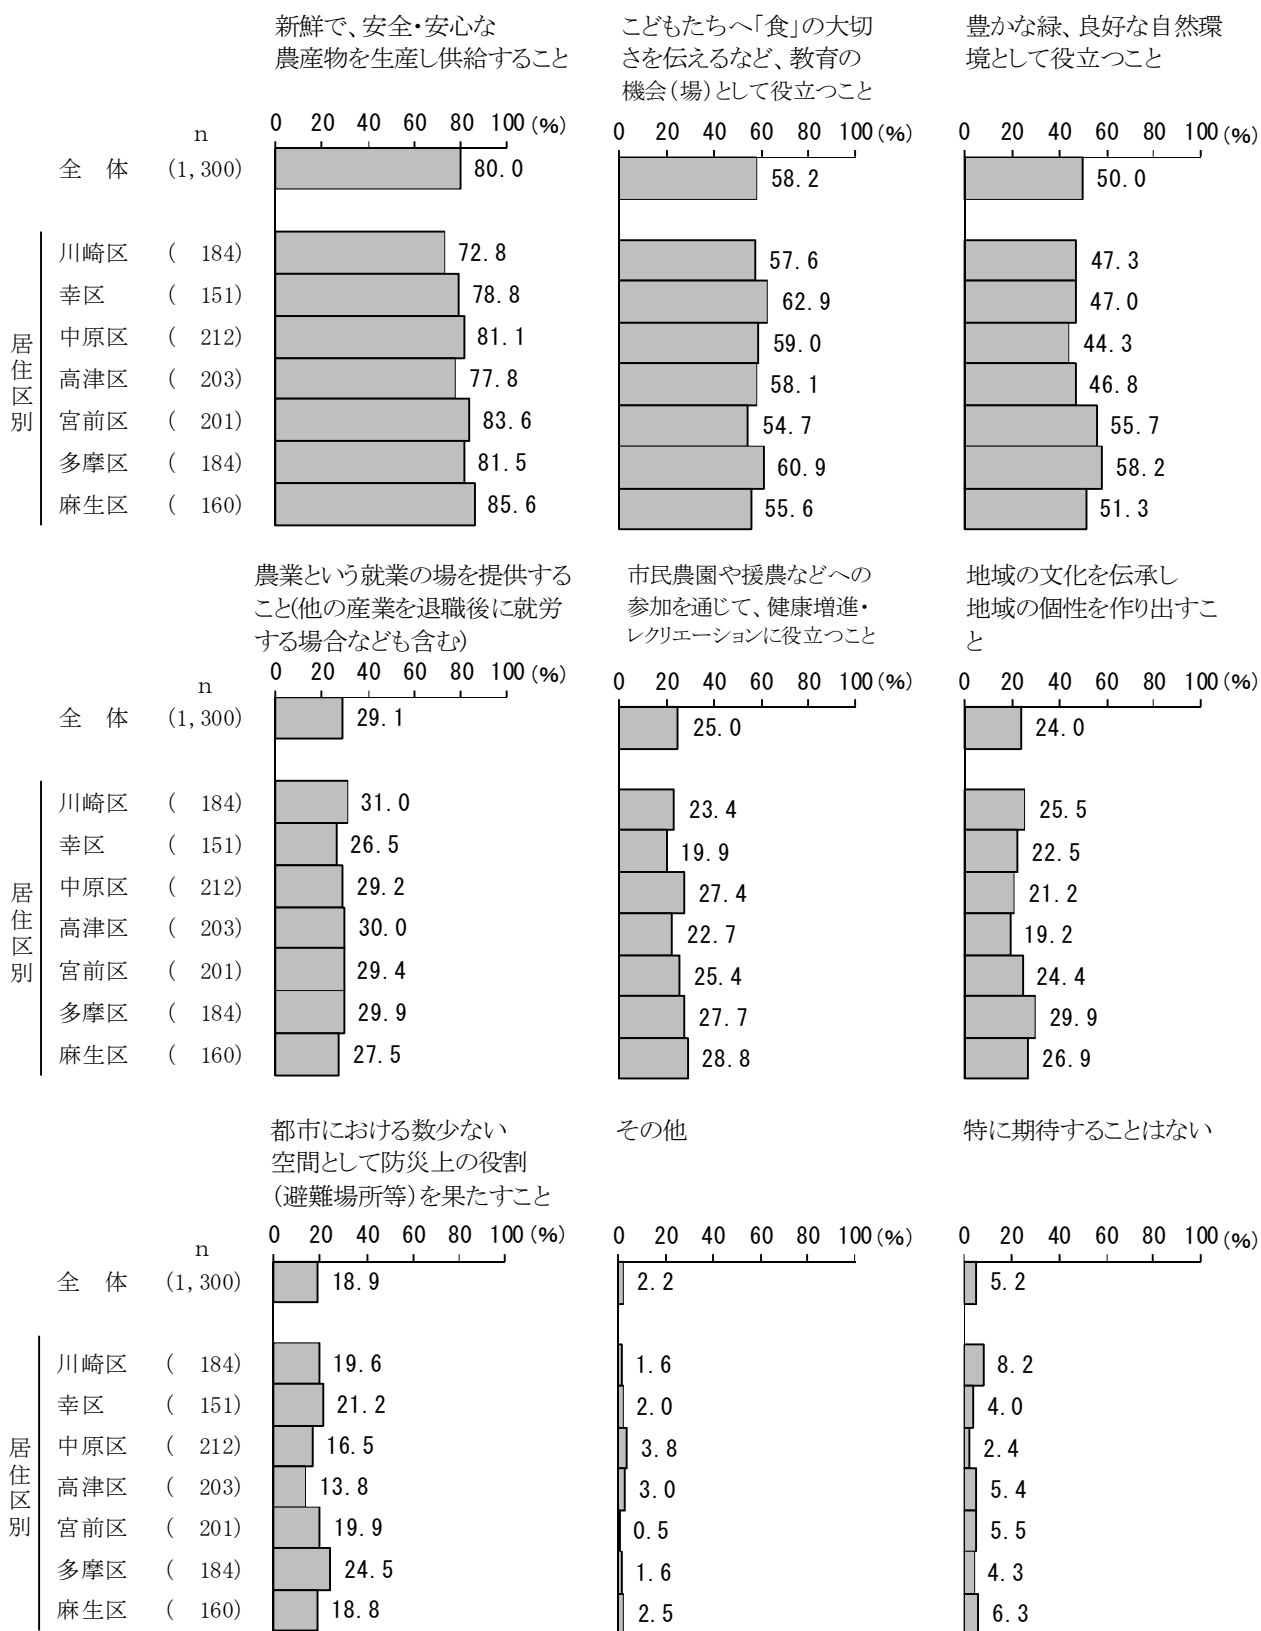 新鮮で、安全・安心な
農産物を生産し供給すること
こどもたちへ「食」の大切
さを伝えるなど、教育の
機会（場）として役立つこと
豊かな緑、良好な自然環
境として役立つこと
n 0 20 40 60 80 100(%) 0 20 40 60 80 100(%) 0 20 40 60 80 100(%)
全 体 (1,300) 80.0 58.2 50.0
居住区別
川崎区 ( 184) 72.8 57.6 47.3
幸区 ( 151) 78.8 62.9 47.0
中原区 ( 212) 81.1 59.0 44.3
高津区 ( 203) 77.8 58.1 46.8
宮前区 ( 201) 83.6 54.7 55.7
多摩区 ( 184) 81.5 60.9 58.2
麻生区 ( 160) 85.6 55.6 51.3
農業という就業の場を提供する
こと(他の産業を退職後に就労
する場合なども含む)
市民農園や援農などへの
参加を通じて、健康増進・
レクリエーションに役立つこと
地域の文化を伝承し
地域の個性を作り出すこ
と
n 0 20 40 60 80 100(%) 0 20 40 60 80 100(%) 0 20 40 60 80 100(%)
全 体 (1,300) 29.1 25.0 24.0
居住区別
川崎区 ( 184) 31.0 23.4 25.5
幸区 ( 151) 26.5 19.9 22.5
中原区 ( 212) 29.2 27.4 21.2
高津区 ( 203) 30.0 22.7 19.2
宮前区 ( 201) 29.4 25.4 24.4
多摩区 ( 184) 29.9 27.7 29.9
麻生区 ( 160) 27.5 28.8 26.9
都市における数少ない
空間として防災上の役割
（避難場所等）を果たすこと
その他
特に期待することはない
n 0 20 40 60 80 100(%) 0 20 40 60 80 100(%) 0 20 40 60 80 100(%)
全 体 (1,300) 18.9 2.2 5.2
居住区別
川崎区 ( 184) 19.6 1.6 8.2
幸区 ( 151) 21.2 2.0 4.0
中原区 ( 212) 16.5 3.8 2.4
高津区 ( 203) 13.8 3.0 5.4
宮前区 ( 201) 19.9 0.5 5.5
多摩区 ( 184) 24.5 1.6 4.3
麻生区 ( 160) 18.8 2.5 6.3